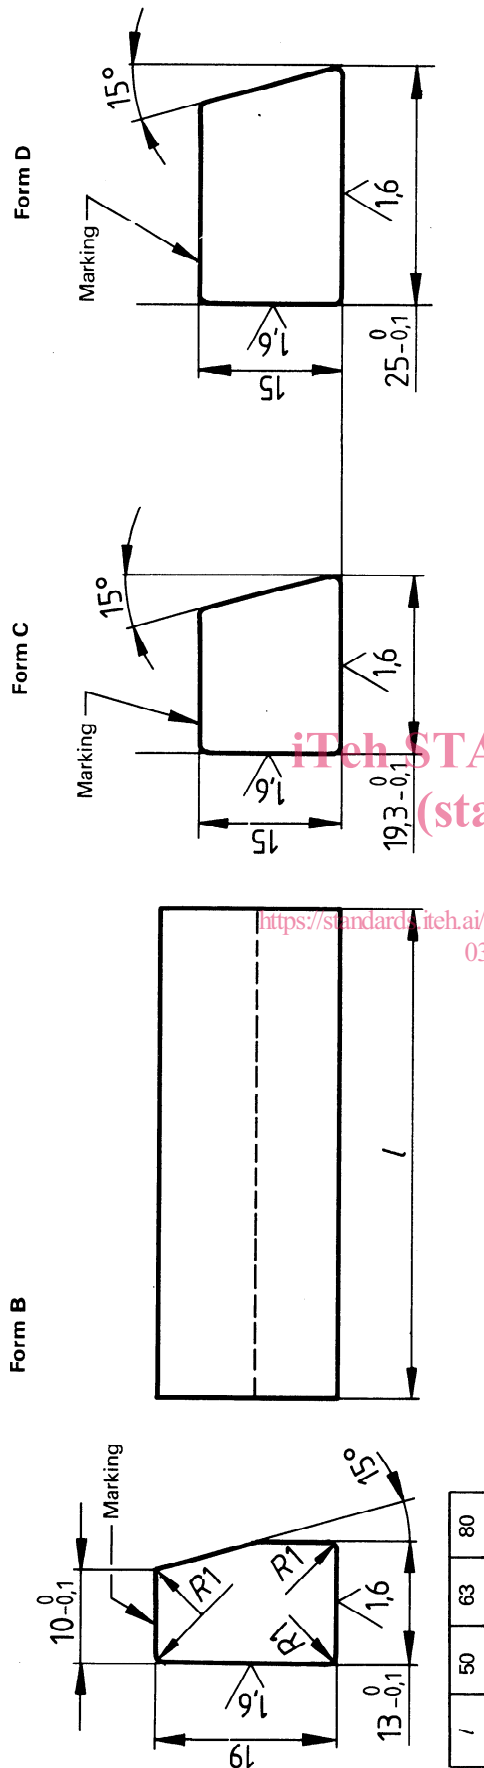 Form B
10 0 -0,1
Marking
R1
R1
R1
15°
1,6
1,6
19
13 0 -0,1
l
l 50 63 80
Form C
Marking
15°
1,6
1,6
15
19,3 0 -0,1
Form D
Marking
15°
1,6
1,6
15
25 0 -0,1
iTeh STA
(sta
https://standards.iteh.ai/
03